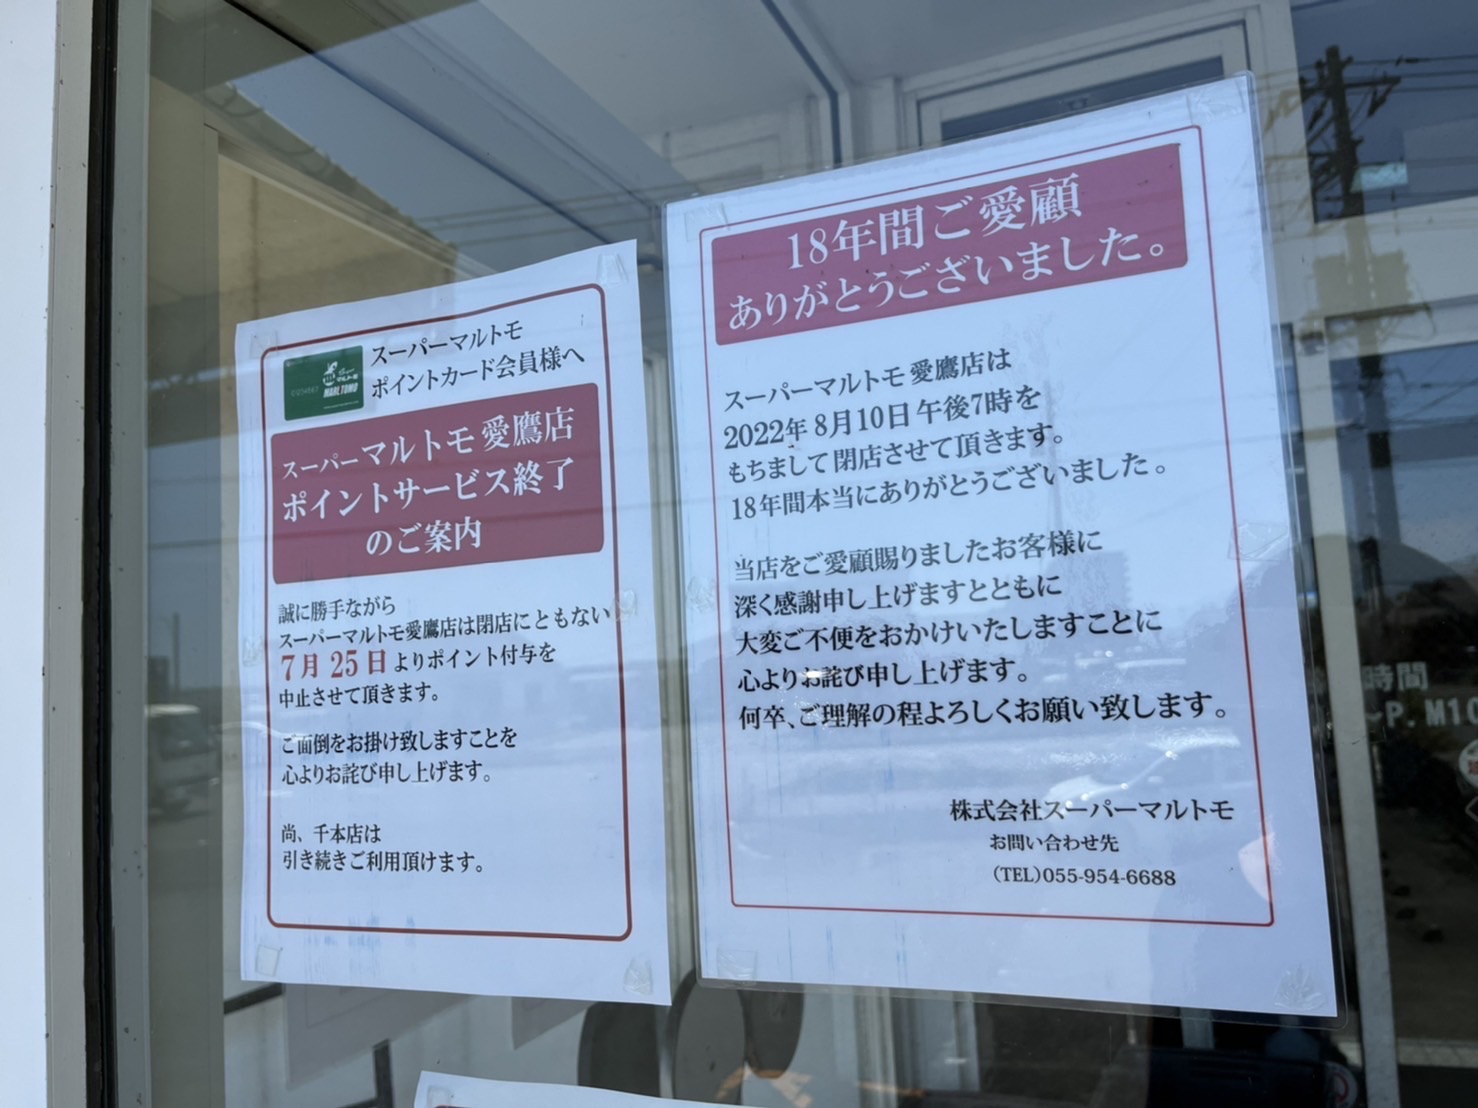 スーパーマルトモ
ポイントカード会員様へ
マルトモ
MARUTOMO
スーパーマルトモ 愛鷹店
ポイントサービス終了
のご案内
誠に勝手ながら
スーパーマルトモ愛鷹店は閉店にともない
7月 25日よりポイント付与を
中止させて頂きます。
ご面倒をお掛け致しますことを
心よりお詫び申し上げます。
尚、千本店は
引き続きご利用頂けます。
18年間ご愛顧
ありがとうございました。
スーパーマルトモ 愛鷹店は
2022年 8月10日 午後7時を
もちまして閉店させて頂きます。
18年間本当にありがとうございました。
当店をご愛顧賜りましたお客様に
深く感謝申し上げますとともに
大変ご不便をおかけいたしますことに
心よりお詫び申し上げます。
何卒、ご理解の程よろしくお願い致します。
株式会社スーパーマルトモ
お問い合わせ先
(TEL)055-954-6688
時間
~P.M10